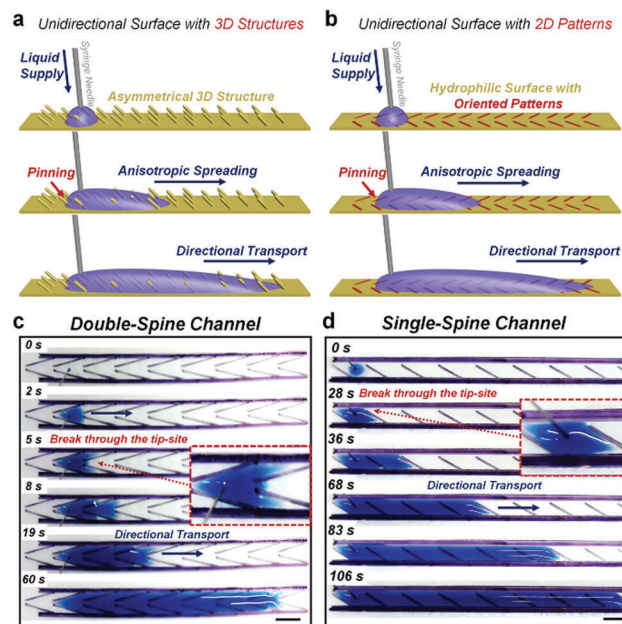 a Unidirectional Surface with 3D Structures
Liquid Supply
Syringe Needle
Asymmetrical 3D Structure
Pinning
Anisotropic Spreading
Directional Transport
b Unidirectional Surface with 2D Patterns
Liquid Supply
Syringe Needle
Hydrophilic Surface with
Oriented Patterns
Pinning
Anisotropic Spreading
Directional Transport
c Double-Spine Channel
0 s
2 s
5 s
Break through the tip-site
8 s
Directional Transport
19 s
60 s
d Single-Spine Channel
0 s
28 s
Break through the tip-site
36 s
68 s
Directional Transport
83 s
106 s